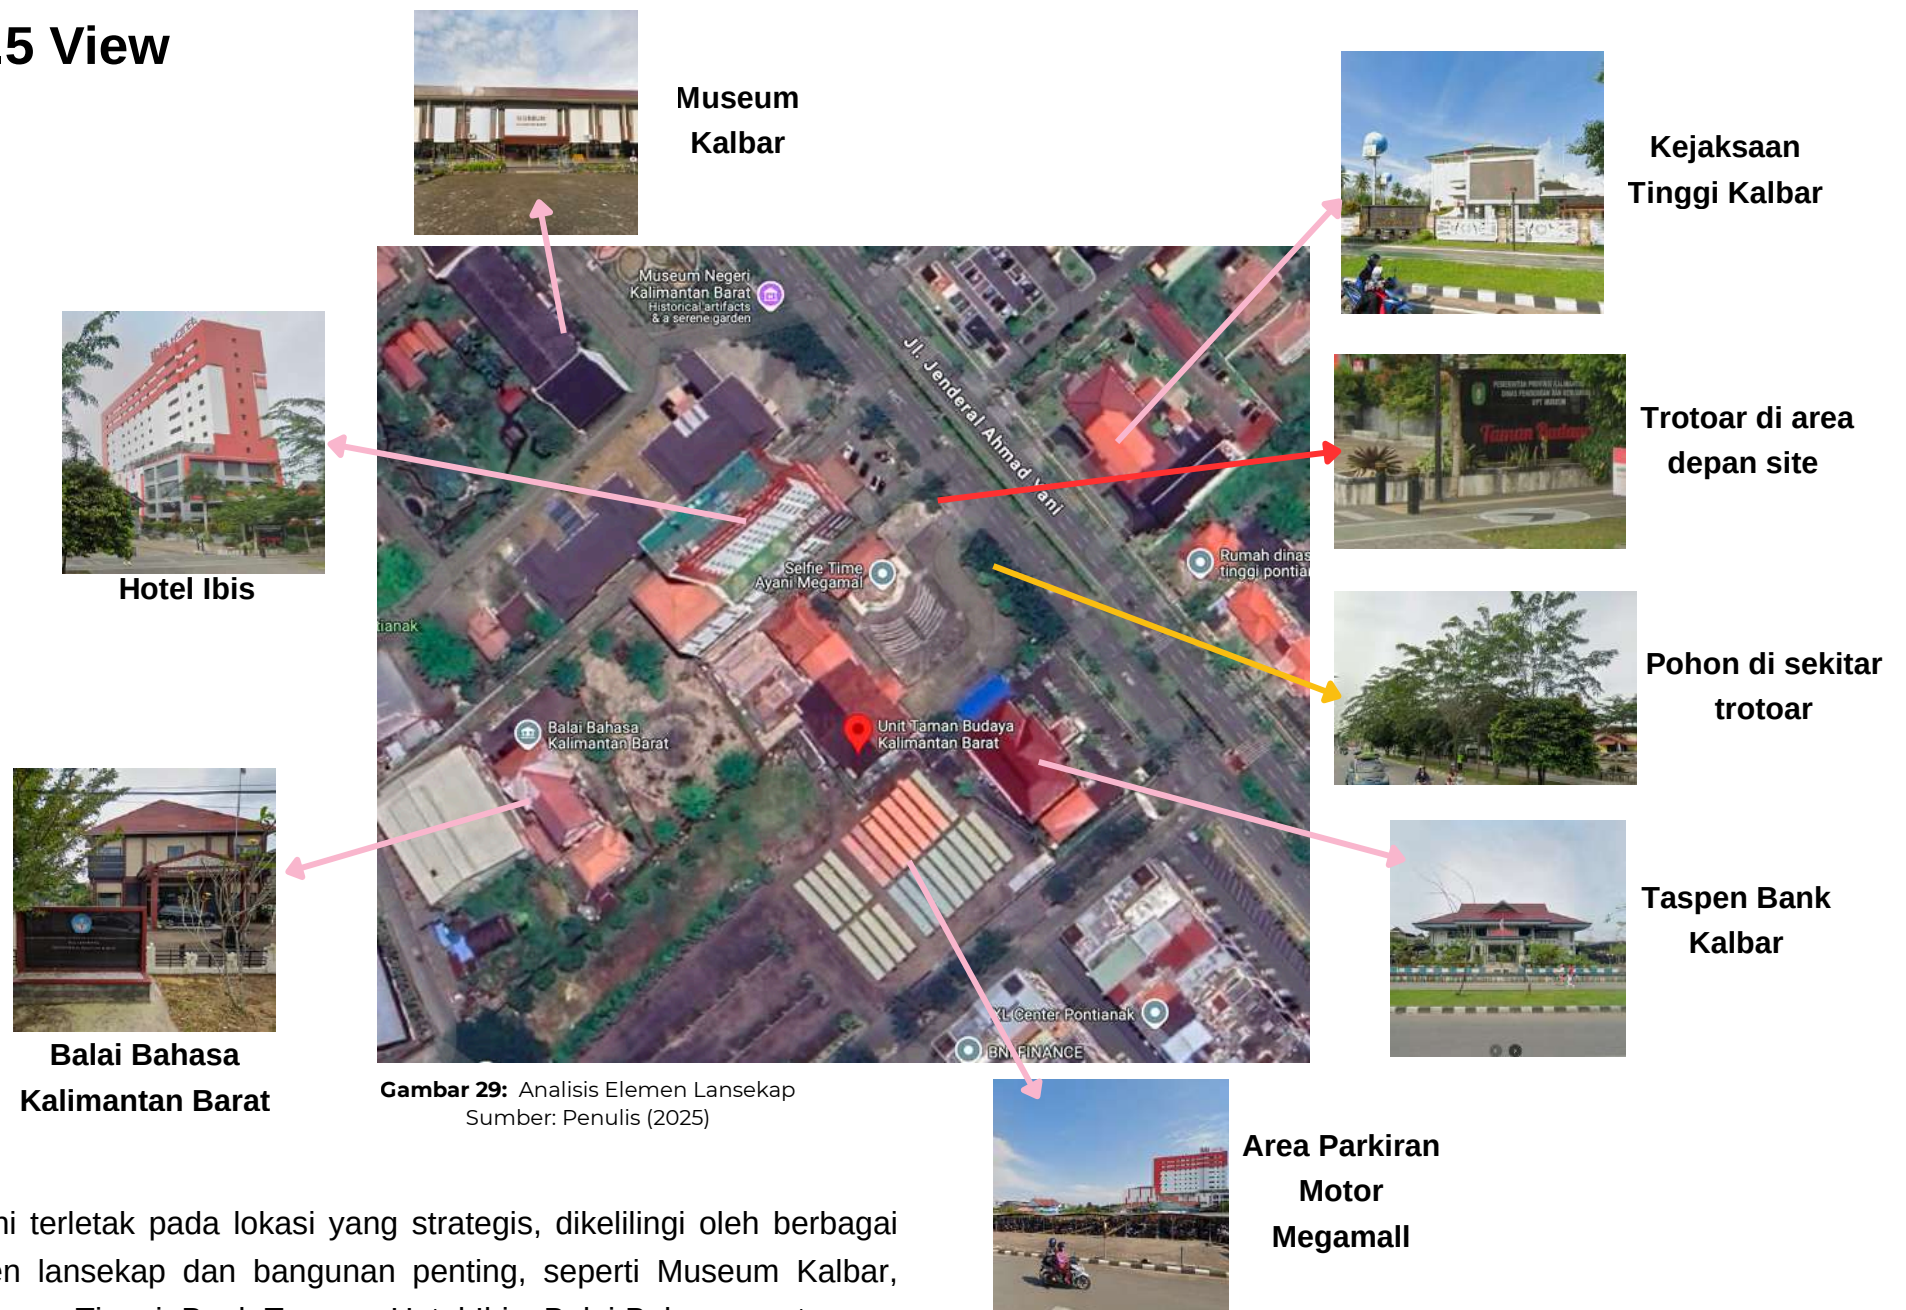 .5 View
Museum
Kalbar
Kejaksaan
Tinggi Kalbar
MUSEUM
Museum Negeri
Kalimantan Barat
Historical artifacts
& a serene garden
Jl. Jenderal Ahmad Yani
Trotoar di area
depan site
Taman Budaya
Hotel Ibis
Selfie Time
Ayani Megamal
Rumah dinas
tinggi pontia
tianak
Pohon di sekitar
trotoar
Balai Bahasa
Kalimantan Barat
Unit Taman Budaya
Kalimantan Barat
Taspen Bank
Kalbar
XL Center Pontianak
BNI FINANCE
Balai Bahasa
Kalimantan Barat
Gambar 29: Analisis Elemen Lansekap
Sumber: Penulis (2025)
Area Parkiran
Motor
Megamall
ni terletak pada lokasi yang strategis, dikelilingi oleh berbagai
en lansekap dan bangunan penting, seperti Museum Kalbar,